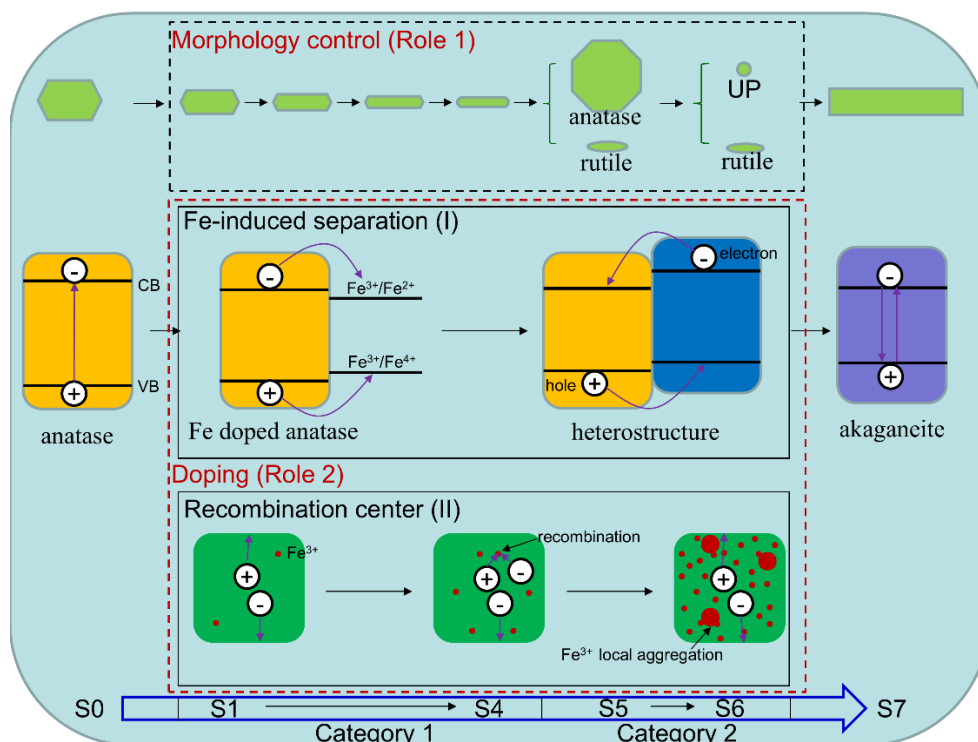 Morphology control (Role 1)
UP
anatase
rutile
rutile
Fe-induced separation (I)
-
-
-
electron
-
CB
Fe³⁺/Fe²⁺
Fe³⁺/Fe⁴⁺
VB
+
+
hole
+
+
anatase
Fe doped anatase
heterostructure
akaganeite
Doping (Role 2)
Recombination center (II)
Fe³⁺
recombination
+
-
+
-
-
+
-
Fe³⁺ local aggregation
S0
S1
S4
S5
S6
S7
Category 1
Category 2